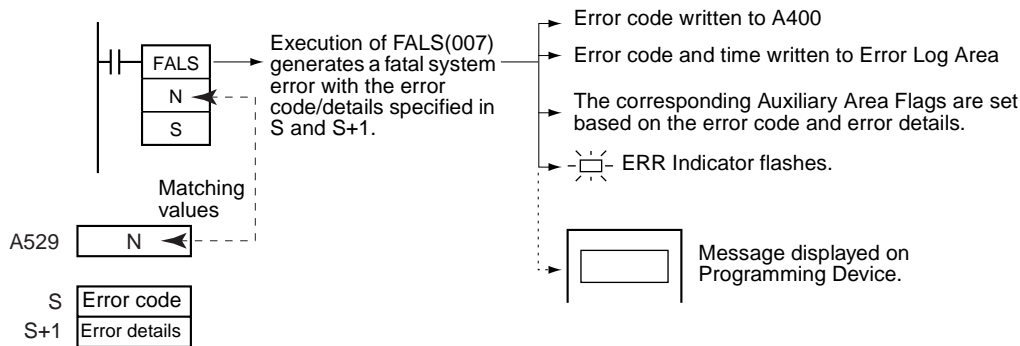 FALS
N
S
Execution of FALS(007)
generates a fatal system
error with the error
code/details specified in
S and S+1.
Error code written to A400
Error code and time written to Error Log Area
The corresponding Auxiliary Area Flags are set
based on the error code and error details.
ERR Indicator flashes.
Message displayed on
Programming Device.
Matching
values
A529 N
S Error code
S+1 Error details